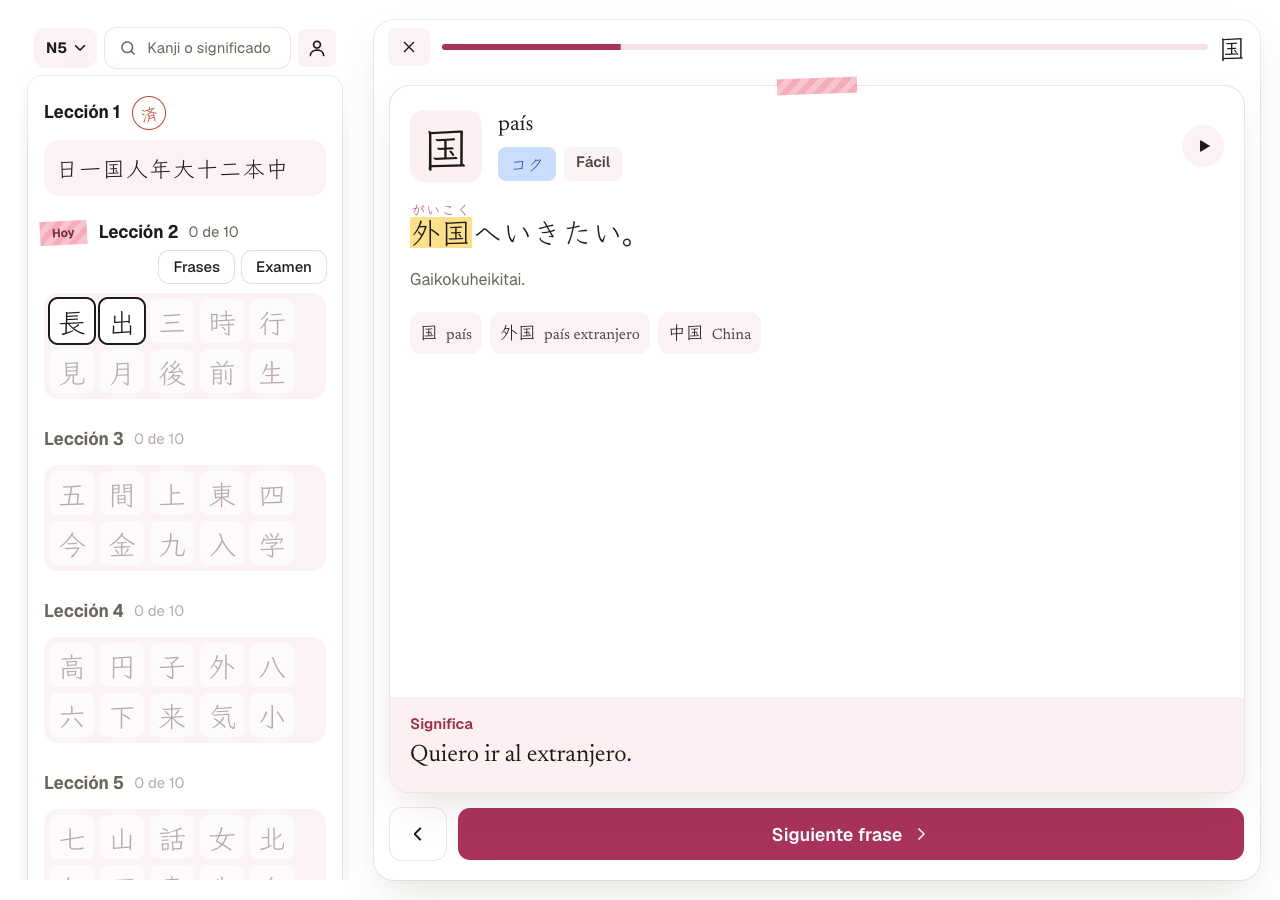 N5
Kanji o significado
Lección 1 済
日一国人年大十二本中
Hoy
Lección 2 0 de 10
Frases
Examen
長出三時行
見月後前生
Lección 3 0 de 10
五間上東四
今金九入学
Lección 4 0 de 10
高円子外八
六下来気小
Lección 5 0 de 10
七山話女北
国
国
país
コク
Fácil
がいこく
外国へいきたい。
Gaikokuheikitai.
国 país
外国 país extranjero
中国 China
Significa
Quiero ir al extranjero.
Siguiente frase